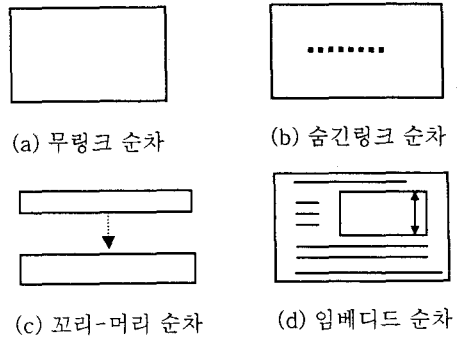 (a) 무링크 순차
(b) 숨긴링크 순차
(c) 꼬리-머리 순차
(d) 임베디드 순차